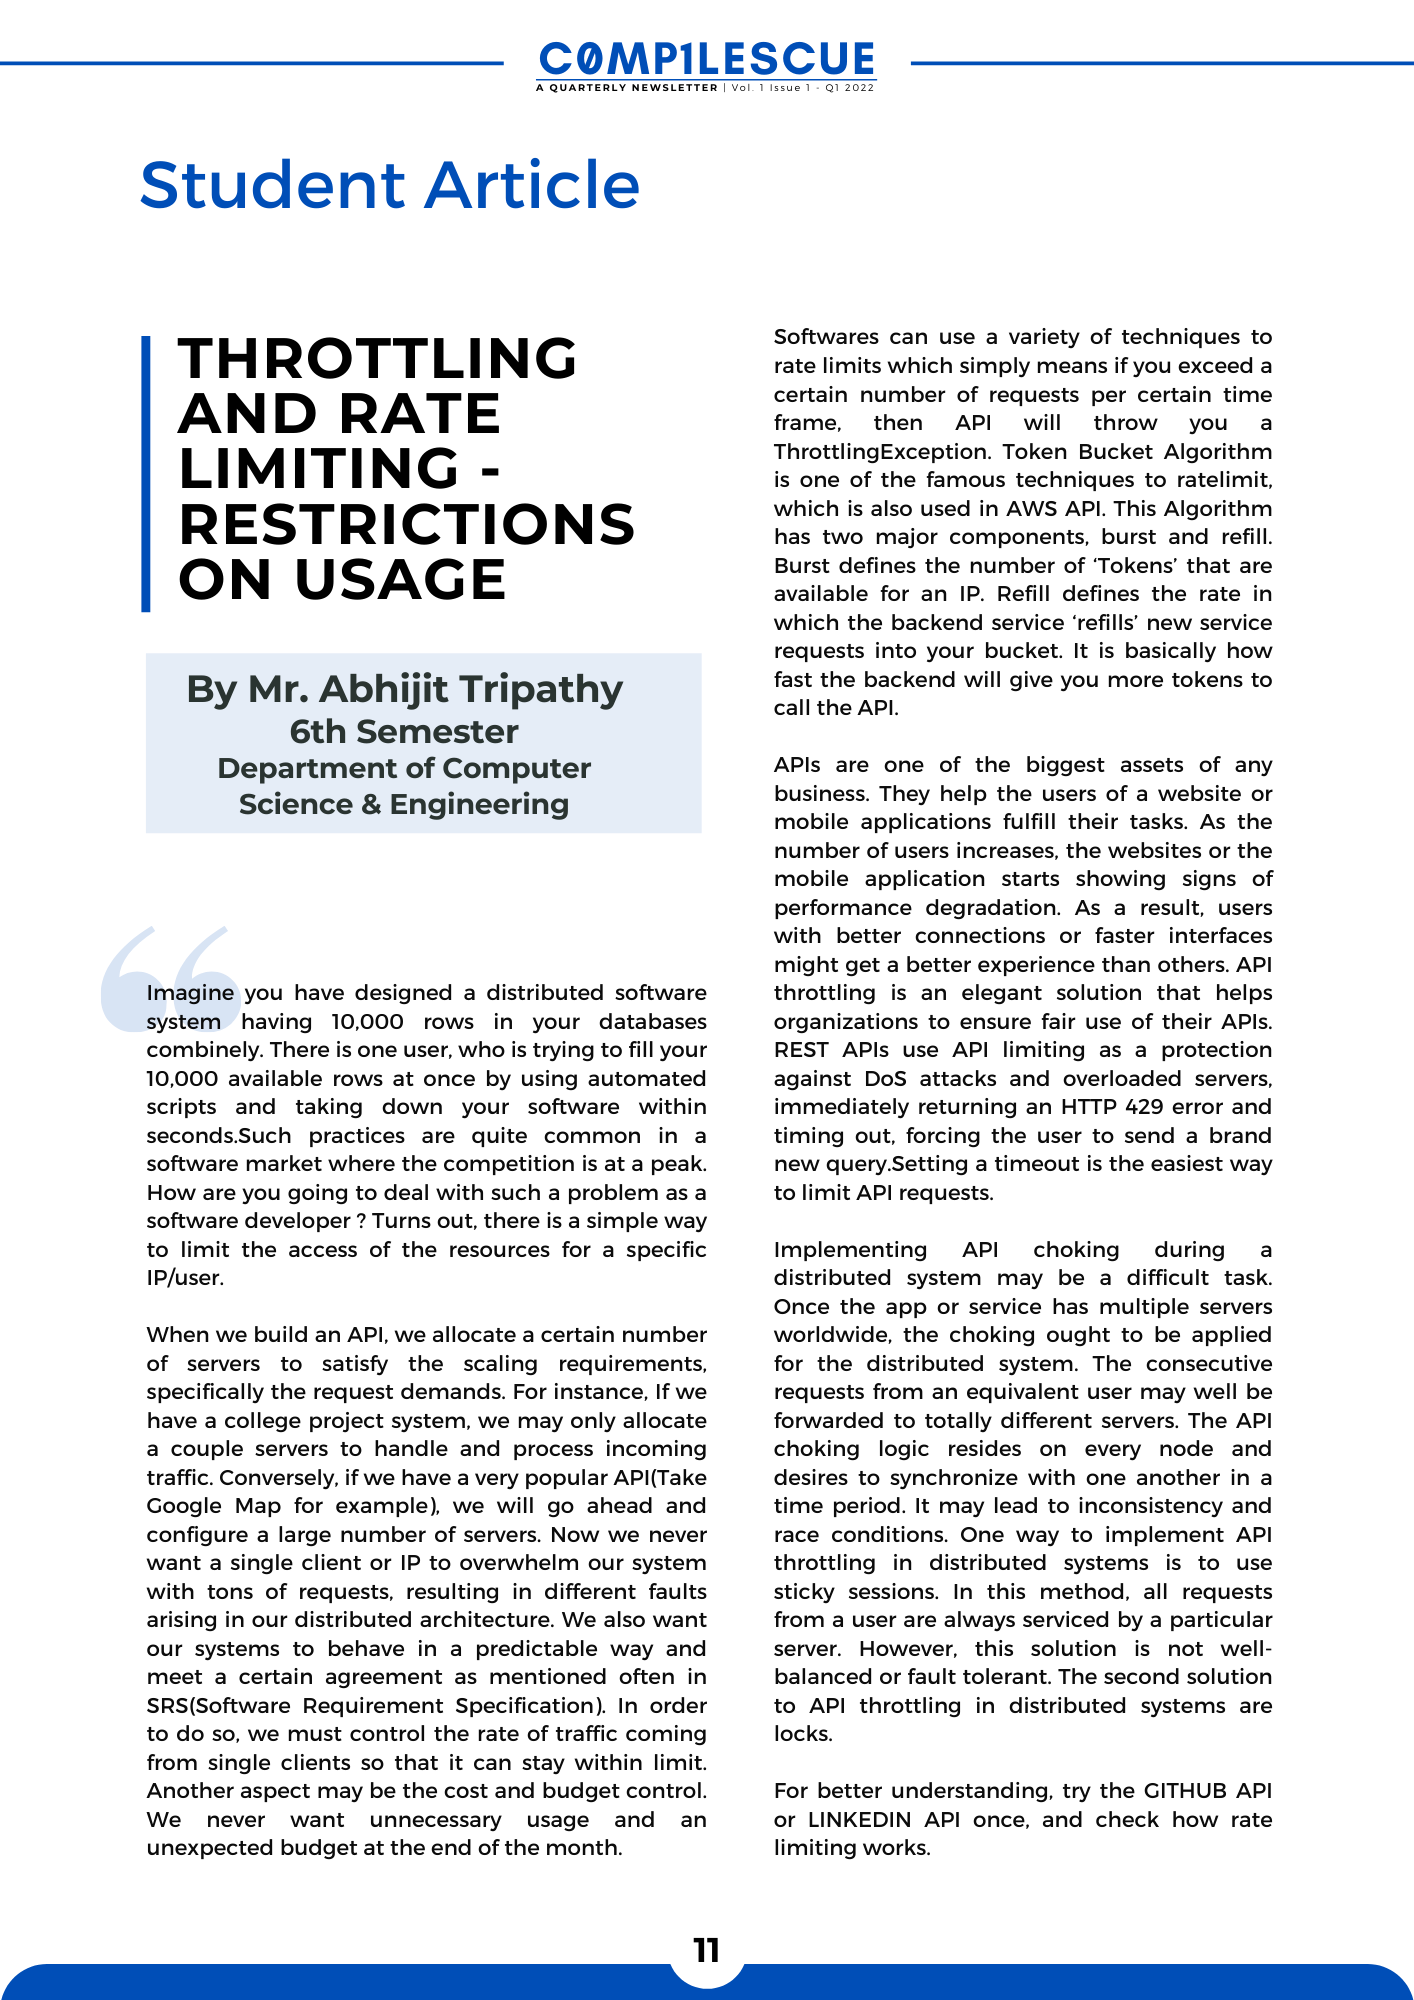 C0MP1LESCUE
A QUARTERLY NEWSLETTER | Vol. 1 Issue 1 - Q1 2022
Student Article
THROTTLING
AND RATE
LIMITING -
RESTRICTIONS
ON USAGE
By Mr. Abhijit Tripathy
6th Semester
Department of Computer
Science & Engineering
“
Imagine you have designed a distributed software
system having 10,000 rows in your databases
combinely. There is one user, who is trying to fill your
10,000 available rows at once by using automated
scripts and taking down your software within
seconds.Such practices are quite common in a
software market where the competition is at a peak.
How are you going to deal with such a problem as a
software developer ? Turns out, there is a simple way
to limit the access of the resources for a specific
IP/user.
When we build an API, we allocate a certain number
of servers to satisfy the scaling requirements,
specifically the request demands. For instance, If we
have a college project system, we may only allocate
a couple servers to handle and process incoming
traffic. Conversely, if we have a very popular API(Take
Google Map for example), we will go ahead and
configure a large number of servers. Now we never
want a single client or IP to overwhelm our system
with tons of requests, resulting in different faults
arising in our distributed architecture. We also want
our systems to behave in a predictable way and
meet a certain agreement as mentioned often in
SRS(Software Requirement Specification). In order
to do so, we must control the rate of traffic coming
from single clients so that it can stay within limit.
Another aspect may be the cost and budget control.
We never want unnecessary usage and an
unexpected budget at the end of the month.
Softwares can use a variety of techniques to
rate limits which simply means if you exceed a
certain number of requests per certain time
frame, then API will throw you a
ThrottlingException. Token Bucket Algorithm
is one of the famous techniques to ratelimit,
which is also used in AWS API. This Algorithm
has two major components, burst and refill.
Burst defines the number of ‘Tokens’ that are
available for an IP. Refill defines the rate in
which the backend service ‘refills’ new service
requests into your bucket. It is basically how
fast the backend will give you more tokens to
call the API.
APIs are one of the biggest assets of any
business. They help the users of a website or
mobile applications fulfill their tasks. As the
number of users increases, the websites or the
mobile application starts showing signs of
performance degradation. As a result, users
with better connections or faster interfaces
might get a better experience than others. API
throttling is an elegant solution that helps
organizations to ensure fair use of their APIs.
REST APIs use API limiting as a protection
against DoS attacks and overloaded servers,
immediately returning an HTTP 429 error and
timing out, forcing the user to send a brand
new query.Setting a timeout is the easiest way
to limit API requests.
Implementing API choking during a
distributed system may be a difficult task.
Once the app or service has multiple servers
worldwide, the choking ought to be applied
for the distributed system. The consecutive
requests from an equivalent user may well be
forwarded to totally different servers. The API
choking logic resides on every node and
desires to synchronize with one another in a
time period. It may lead to inconsistency and
race conditions. One way to implement API
throttling in distributed systems is to use
sticky sessions. In this method, all requests
from a user are always serviced by a particular
server. However, this solution is not well-
balanced or fault tolerant. The second solution
to API throttling in distributed systems are
locks.
For better understanding, try the GITHUB API
or LINKEDIN API once, and check how rate
limiting works.
11